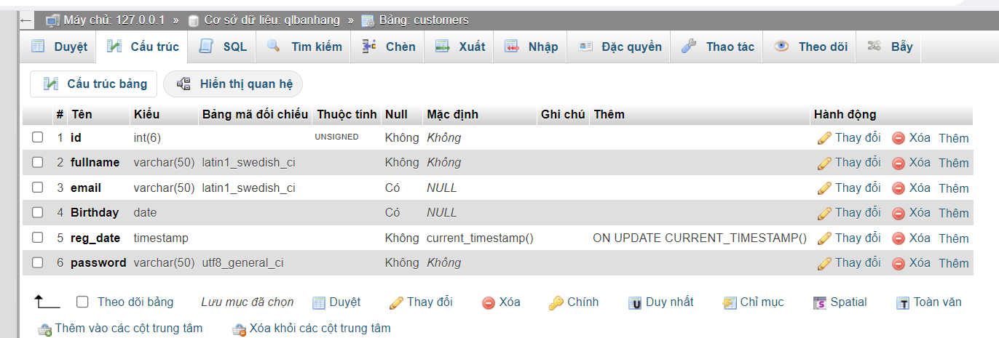 ← Máy chủ: 127.0.0.1 » Cơ sở dữ liệu: qlbanhang » Bảng: customers
Duyệt Cấu trúc SQL Tìm kiếm Chèn Xuất Nhập Đặc quyền Thao tác Theo dõi Bẫy
Cấu trúc bảng Hiển thị quan hệ
# Tên Kiểu Bảng mã đối chiếu Thuộc tính Null Mặc định Ghi chú Thêm Hành động
1 id int(6) UNSIGNED Không Không Thay đổi Xóa Thêm
2 fullname varchar(50) latin1_swedish_ci Không Không Thay đổi Xóa Thêm
3 email varchar(50) latin1_swedish_ci Có NULL Thay đổi Xóa Thêm
4 Birthday date Có NULL Thay đổi Xóa Thêm
5 reg_date timestamp Không current_timestamp() ON UPDATE CURRENT_TIMESTAMP() Thay đổi Xóa Thêm
6 password varchar(50) utf8_general_ci Không Không Thay đổi Xóa Thêm
Theo dõi bảng Lưu mục đã chọn Duyệt Thay đổi Xóa Chính Duy nhất Chỉ mục Spatial Toàn văn
Thêm vào các cột trung tâm Xóa khỏi các cột trung tâm